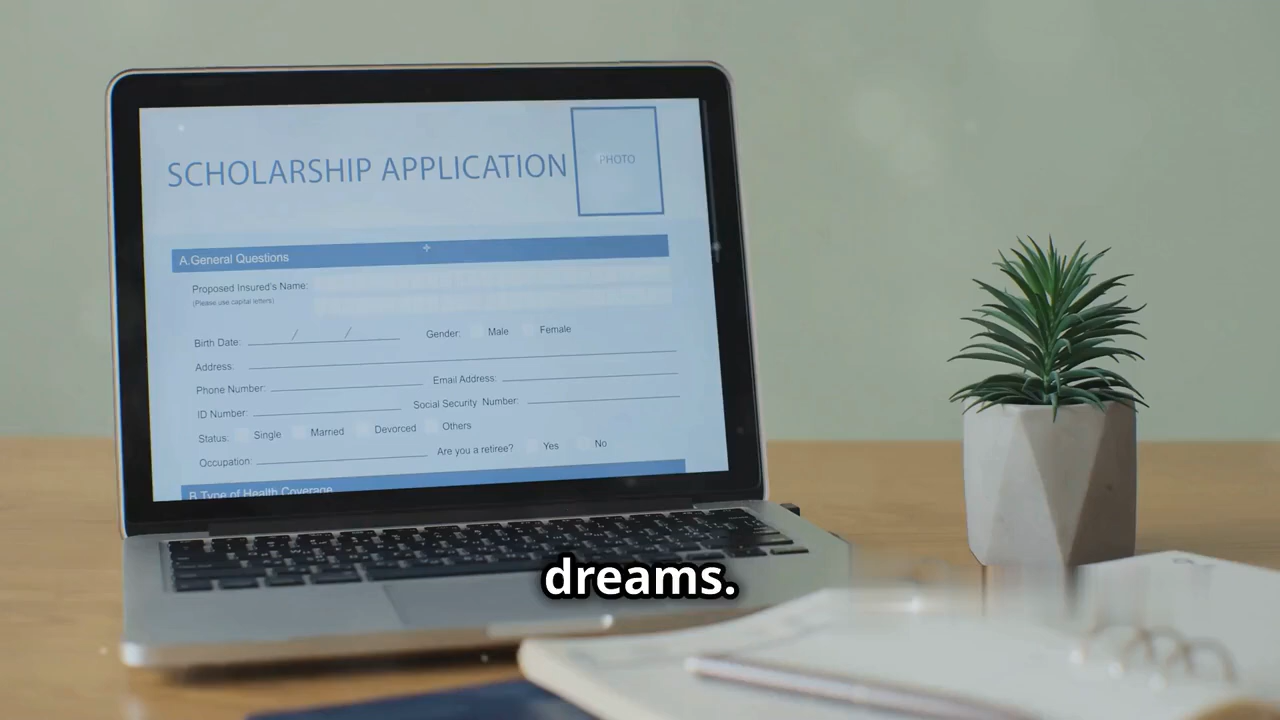 SCHOLARSHIP APPLICATION
PHOTO
A.General Questions
Proposed Insured's Name:
(Please use capital letters)
Birth Date: / / Gender: Male Female
Address:
Phone Number: Email Address:
ID Number: Social Security Number:
Status: Single Married Devorced Others
Occupation: Are you a retiree? Yes No
B.Type of Health Coverage
dreams.